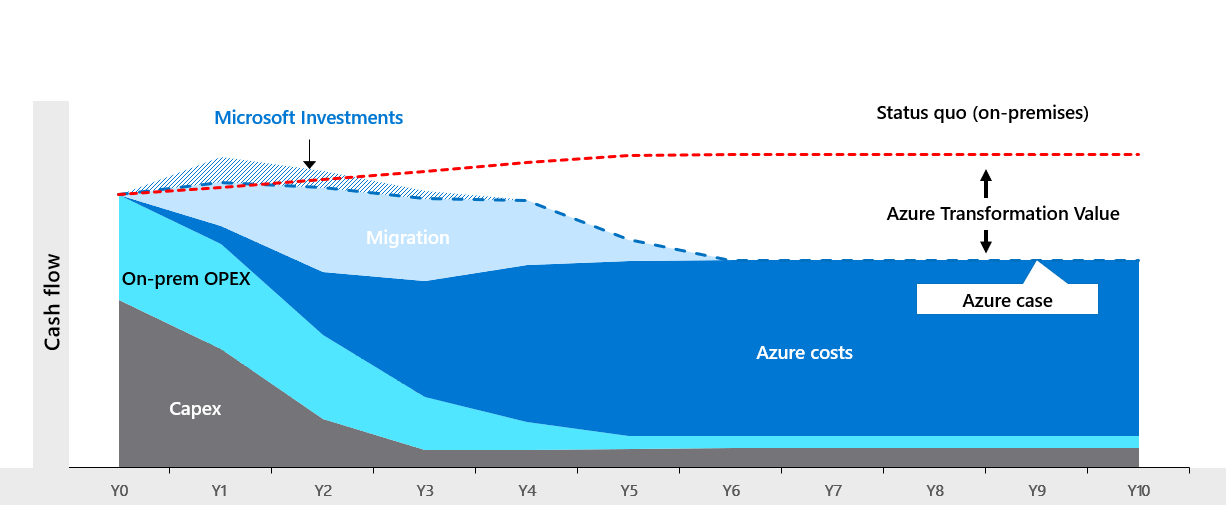 Microsoft Investments
Status quo (on-premises)
Azure Transformation Value
Migration
On-prem OPEX
Azure case
Azure costs
Capex
Cash flow
Y0 Y1 Y2 Y3 Y4 Y5 Y6 Y7 Y8 Y9 Y10